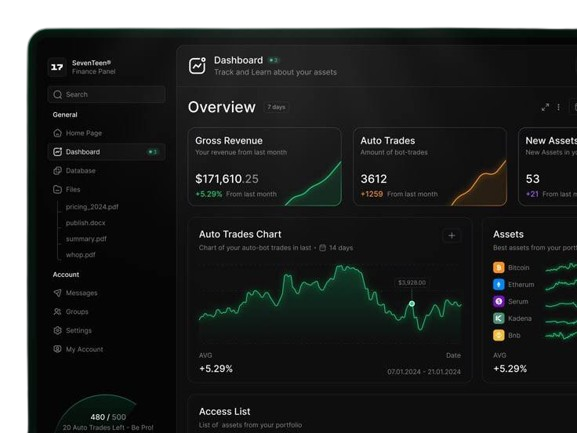 17
SevenTeen®
Finance Panel
Search
General
Home Page
Dashboard
3
Database
Files
pricing_2024.pdf
publish.docx
summary.pdf
whop.pdf
Account
Messages
Groups
Settings
My Account
480 / 500
20 Auto Trades Left - Be Pro!
Dashboard
3
Track and Learn about your assets
Overview
7 days
Gross Revenue
Your revenue from last month
$171,610.25
+5.29% From last month
Auto Trades
Amount of bot-trades
3612
+1259 From last month
New Assets
New Assets in yo
53
+21 From last
Auto Trades Chart
Chart of your auto-bot trades in last • 14 days
$3,928.00
AVG
+5.29%
Date
07.01.2024 - 21.01.2024
Assets
Best assets from your portf
Bitcoin
Etherum
Serum
Kadena
Bnb
AVG
+5.29%
Access List
List of assets from your portfolio